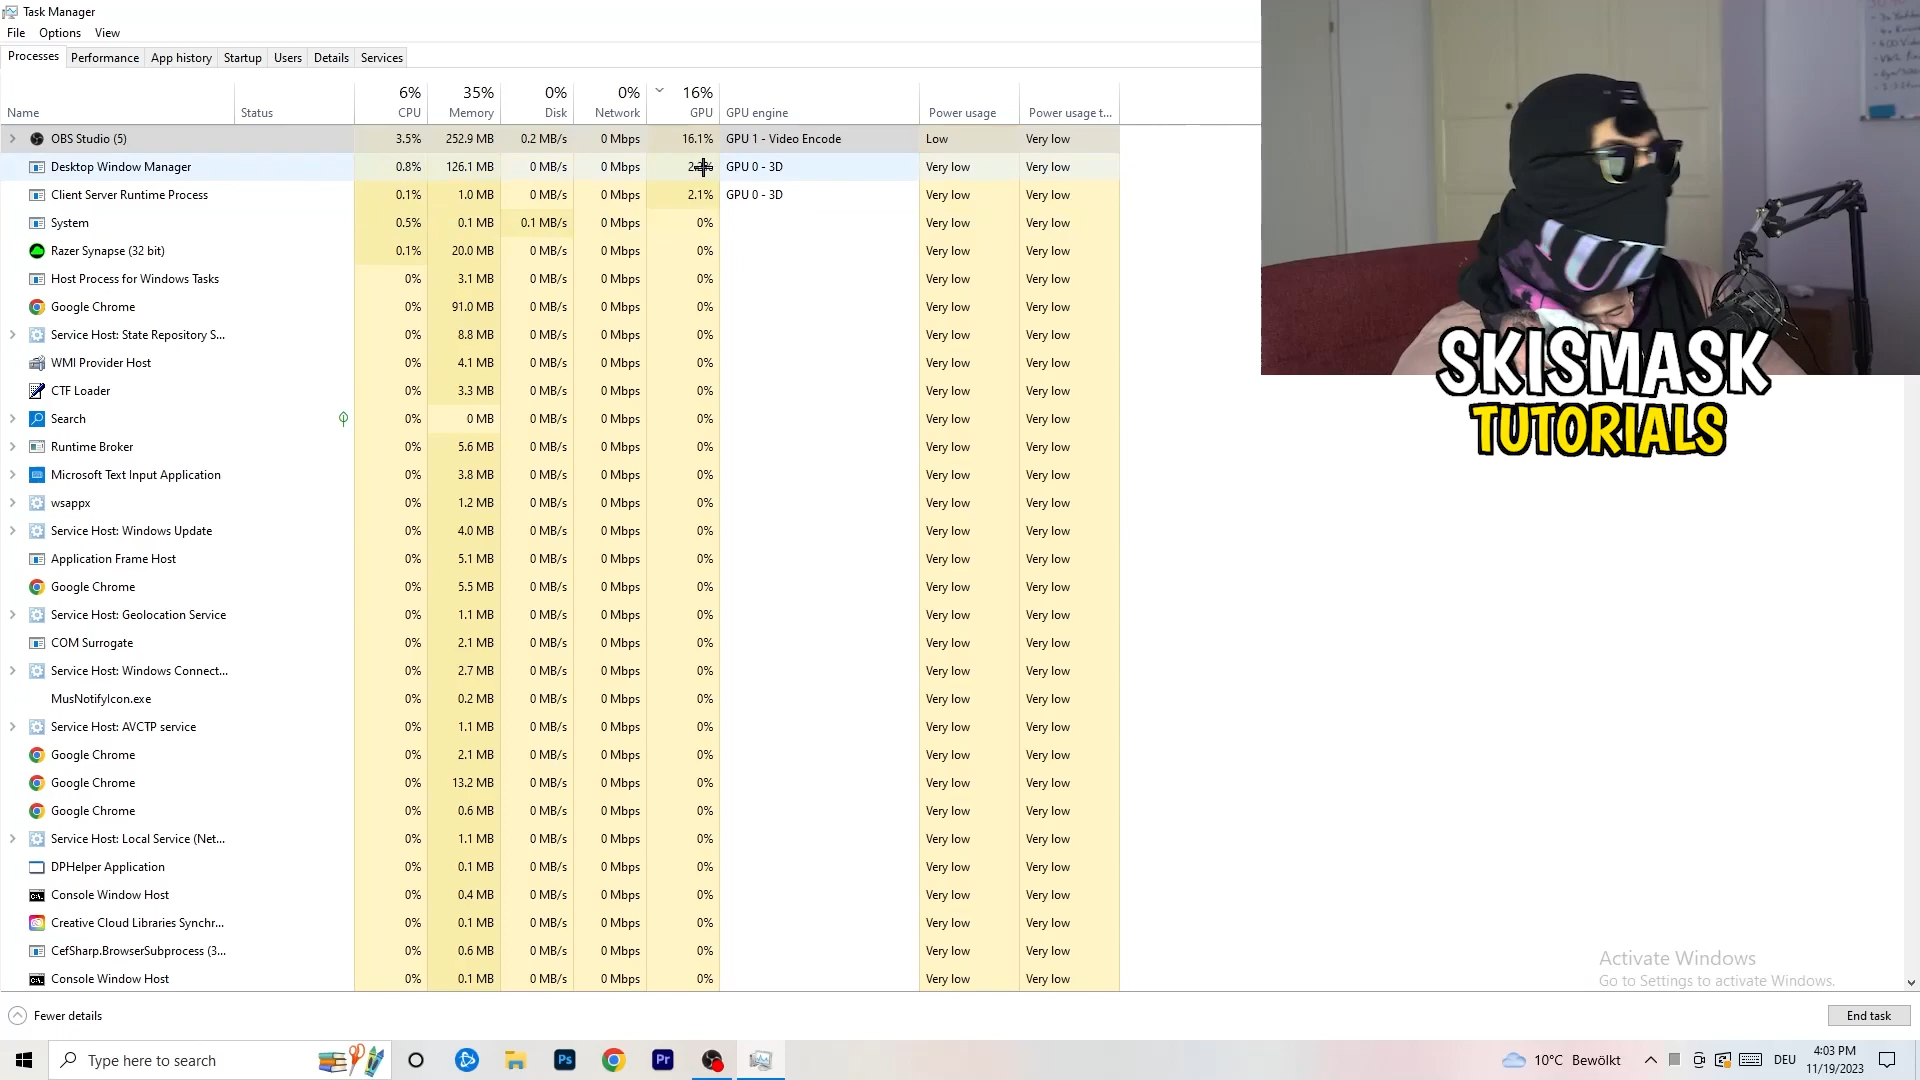 Task Manager
File Options View
Processes Performance App history Startup Users Details Services
6% 35% 0% 0% 16%
Name Status CPU Memory Disk Network GPU GPU engine Power usage Power usage t...
OBS Studio (5) 3.5% 252.9 MB 0.2 MB/s 0 Mbps 16.1% GPU 1 - Video Encode Low Very low
Desktop Window Manager 0.8% 126.1 MB 0 MB/s 0 Mbps GPU 0 - 3D Very low Very low
Client Server Runtime Process 0.1% 1.0 MB 0 MB/s 0 Mbps 2.1% GPU 0 - 3D Very low Very low
System 0.5% 0.1 MB 0.1 MB/s 0 Mbps 0% Very low Very low
Razer Synapse (32 bit) 0.1% 20.0 MB 0 MB/s 0 Mbps 0% Very low Very low
Host Process for Windows Tasks 0% 3.1 MB 0 MB/s 0 Mbps 0% Very low Very low
Google Chrome 0% 91.0 MB 0 MB/s 0 Mbps 0% Very low Very low
Service Host: State Repository S... 0% 8.8 MB 0 MB/s 0 Mbps 0% Very low Very low
WMI Provider Host 0% 4.1 MB 0 MB/s 0 Mbps 0% Very low Very low
CTF Loader 0% 3.3 MB 0 MB/s 0 Mbps 0% Very low Very low
Search 0% 0 MB 0 MB/s 0 Mbps 0% Very low Very low
Runtime Broker 0% 5.6 MB 0 MB/s 0 Mbps 0% Very low Very low
Microsoft Text Input Application 0% 3.8 MB 0 MB/s 0 Mbps 0% Very low Very low
wsappx 0% 1.2 MB 0 MB/s 0 Mbps 0% Very low Very low
Service Host: Windows Update 0% 4.0 MB 0 MB/s 0 Mbps 0% Very low Very low
Application Frame Host 0% 5.1 MB 0 MB/s 0 Mbps 0% Very low Very low
Google Chrome 0% 5.5 MB 0 MB/s 0 Mbps 0% Very low Very low
Service Host: Geolocation Service 0% 1.1 MB 0 MB/s 0 Mbps 0% Very low Very low
COM Surrogate 0% 2.1 MB 0 MB/s 0 Mbps 0% Very low Very low
Service Host: Windows Connect... 0% 2.7 MB 0 MB/s 0 Mbps 0% Very low Very low
MusNotifyIcon.exe 0% 0.2 MB 0 MB/s 0 Mbps 0% Very low Very low
Service Host: AVCTP service 0% 1.1 MB 0 MB/s 0 Mbps 0% Very low Very low
Google Chrome 0% 2.1 MB 0 MB/s 0 Mbps 0% Very low Very low
Google Chrome 0% 13.2 MB 0 MB/s 0 Mbps 0% Very low Very low
Google Chrome 0% 0.6 MB 0 MB/s 0 Mbps 0% Very low Very low
Service Host: Local Service (Net... 0% 1.1 MB 0 MB/s 0 Mbps 0% Very low Very low
DPHelper Application 0% 0.1 MB 0 MB/s 0 Mbps 0% Very low Very low
Console Window Host 0% 0.4 MB 0 MB/s 0 Mbps 0% Very low Very low
Creative Cloud Libraries Synchr... 0% 0.1 MB 0 MB/s 0 Mbps 0% Very low Very low
CefSharp.BrowserSubprocess (3... 0% 0.6 MB 0 MB/s 0 Mbps 0% Very low Very low
Console Window Host 0% 0.1 MB 0 MB/s 0 Mbps 0% Very low Very low
SKISMASK
TUTORIALS
Activate Windows
Go to Settings to activate Windows.
Fewer details End task
Type here to search Ps Pr 10°C Bewölkt DEU 4:03 PM
11/19/2023